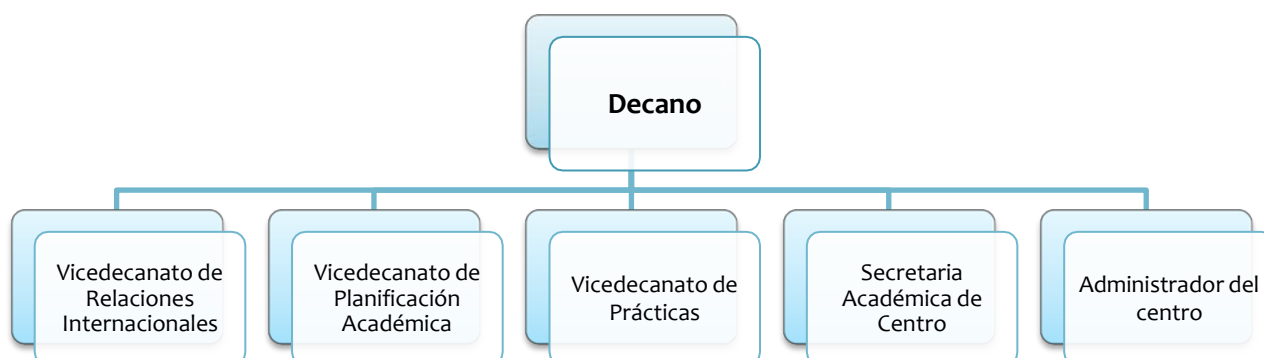 Decano
Vicedecanato de
Relaciones
Internacionales
Vicedecanato de
Planificación
Académica
Vicedecanato de
Prácticas
Secretaria
Académica de
Centro
Administrador del
centro